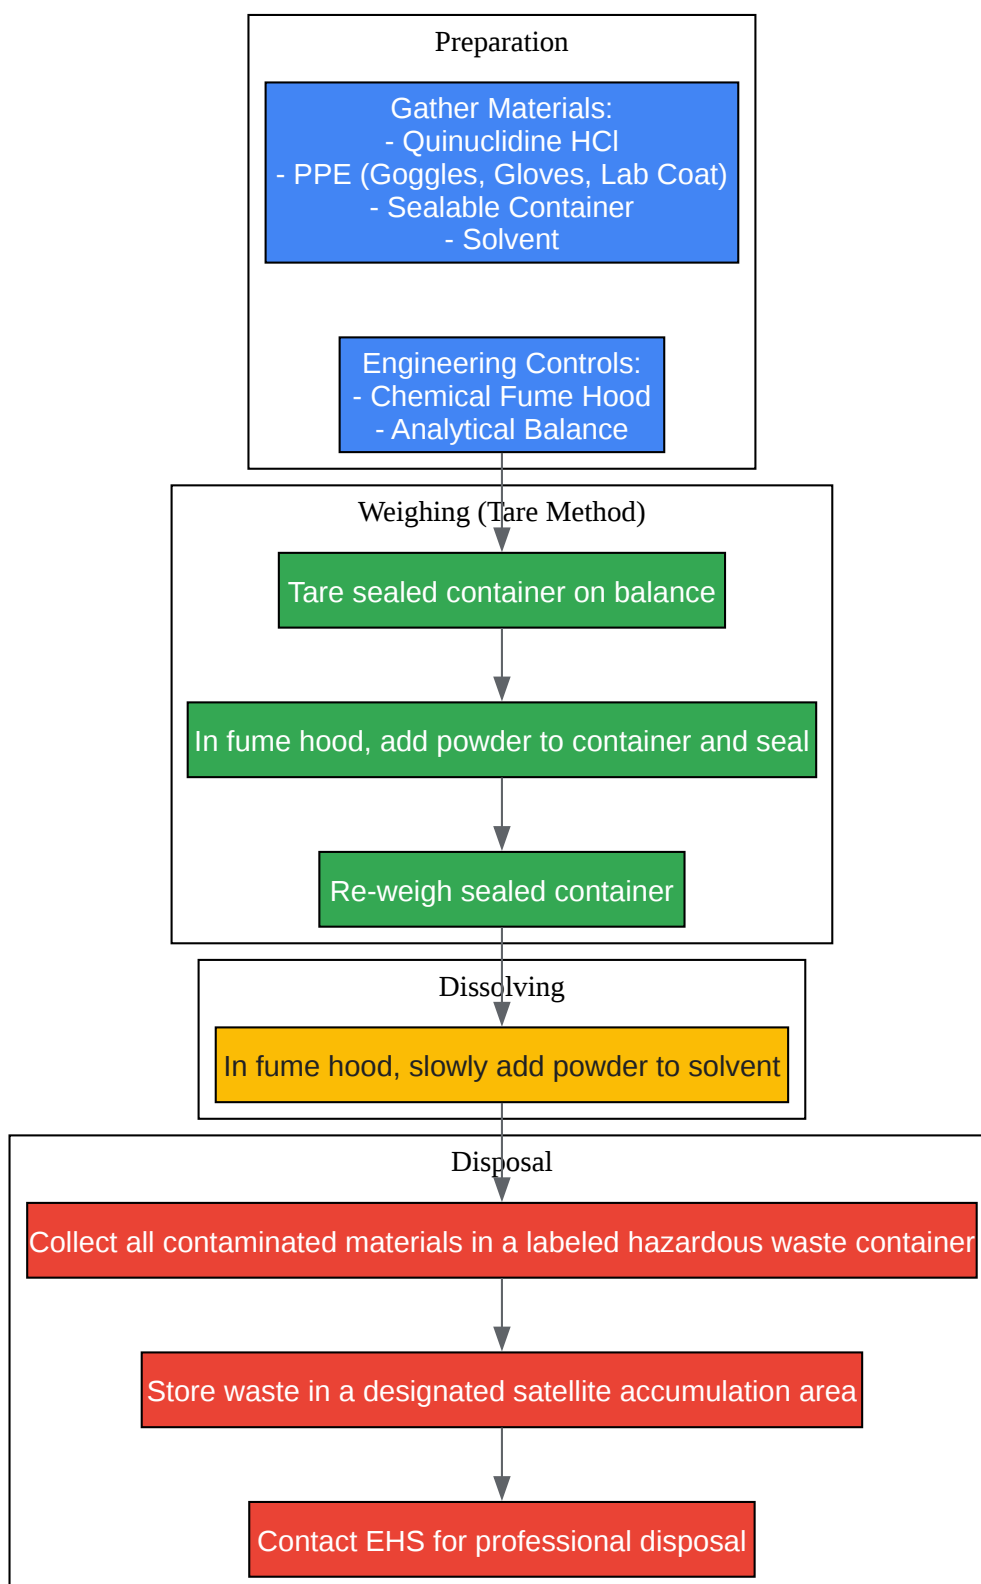 Preparation
Gather Materials:
- Quinuclidine HCl
- PPE (Goggles, Gloves, Lab Coat)
- Sealable Container
- Solvent
Engineering Controls:
- Chemical Fume Hood
- Analytical Balance
Weighing (Tare Method)
Tare sealed container on balance
In fume hood, add powder to container and seal
Re-weigh sealed container
Dissolving
In fume hood, slowly add powder to solvent
Disposal
Collect all contaminated materials in a labeled hazardous waste container
Store waste in a designated satellite accumulation area
Contact EHS for professional disposal